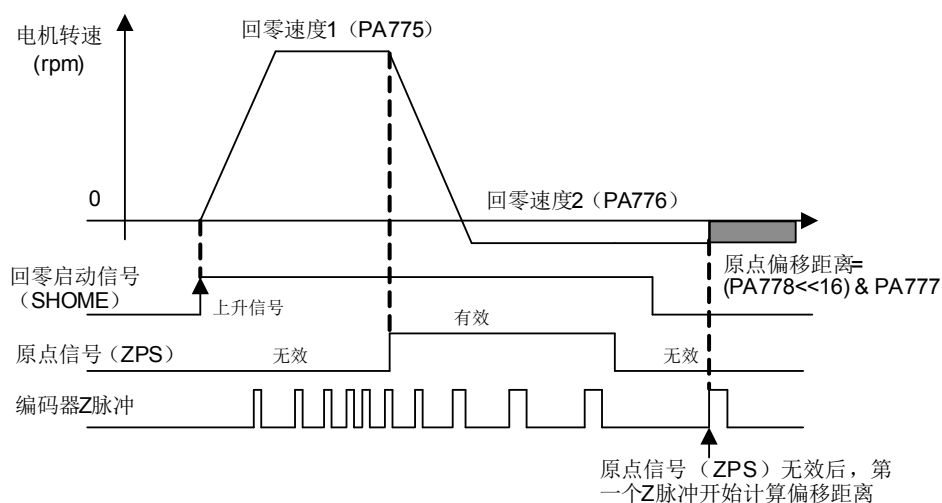 电机转速
(rpm)
回零速度1（PA775）
0
回零速度2（PA776）
回零启动信号
（SHOME）
上升信号
原点偏移距离=
(PA778<<16) & PA777
原点信号（ZPS）
无效
有效
无效
编码器Z脉冲
原点信号（ZPS）无效后，第
一个Z脉冲开始计算偏移距离